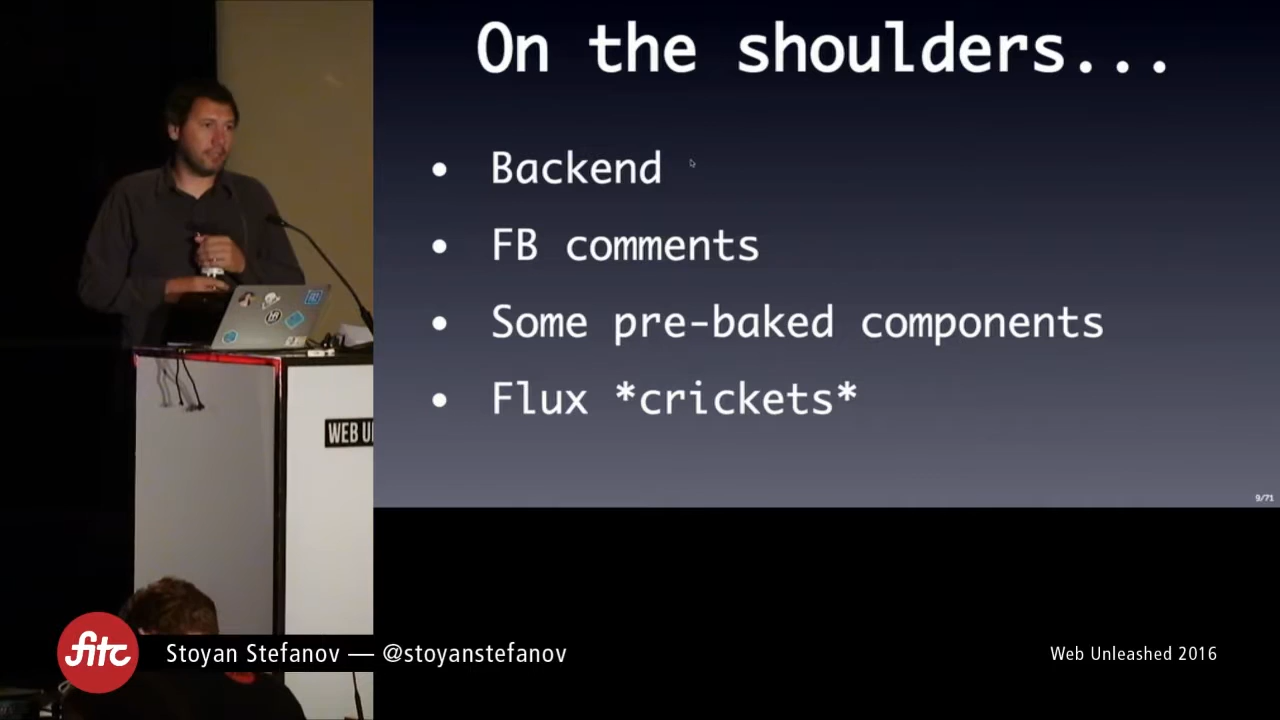 On the shoulders...
• Backend
• FB comments
• Some pre-baked components
• Flux *crickets*
9/71
WEB U
fitc
Stoyan Stefanov — @stoyanstefanov
Web Unleashed 2016